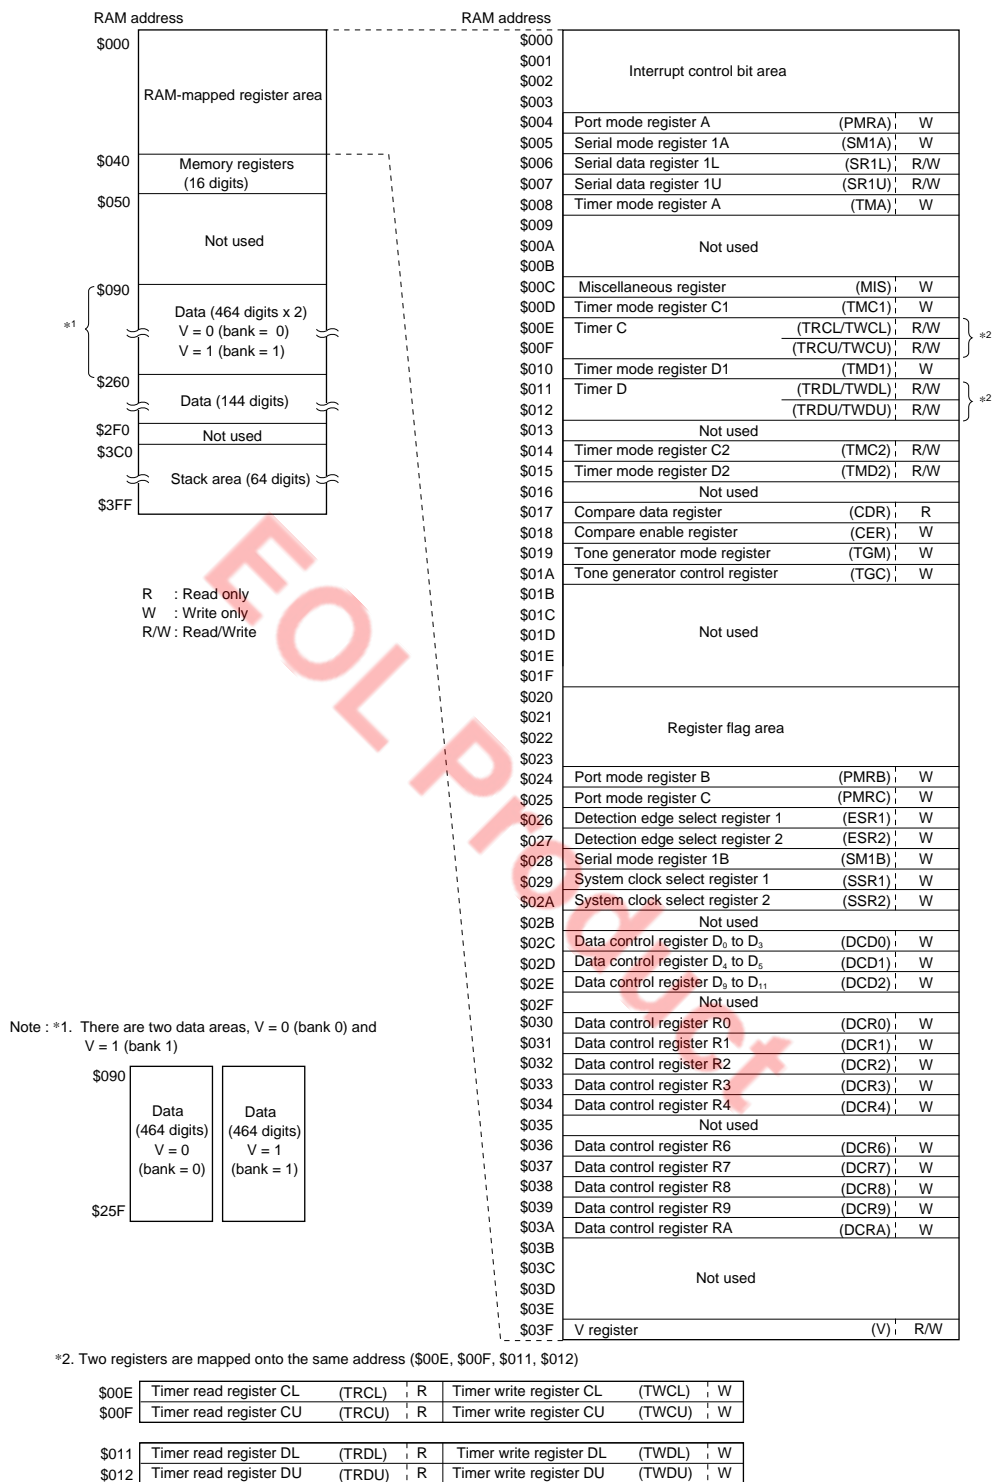 RAM address
$000
RAM-mapped register area
$040
Memory registers
(16 digits)
$050
Not used
$090
*1
Data (464 digits x 2)
V = 0 (bank = 0)
V = 1 (bank = 1)
$260
Data (144 digits)
$2F0
Not used
$3C0
Stack area (64 digits)
$3FF
R : Read only
W : Write only
R/W : Read/Write
RAM address
$000
$001
Interrupt control bit area
$002
$003
$004 Port mode register A (PMRA) W
$005 Serial mode register 1A (SM1A) W
$006 Serial data register 1L (SR1L) R/W
$007 Serial data register 1U (SR1U) R/W
$008 Timer mode register A (TMA) W
$009
$00A Not used
$00B
$00C Miscellaneous register (MIS) W
$00D Timer mode register C1 (TMC1) W
$00E Timer C (TRCL/TWCL) R/W
$00F (TRCU/TWCU) R/W
*2
$010 Timer mode register D1 (TMD1) W
$011 Timer D (TRDL/TWDL) R/W
$012 (TRDU/TWDU) R/W
*2
$013 Not used
$014 Timer mode register C2 (TMC2) R/W
$015 Timer mode register D2 (TMD2) R/W
$016 Not used
$017 Compare data register (CDR) R
$018 Compare enable register (CER) W
$019 Tone generator mode register (TGM) W
$01A Tone generator control register (TGC) W
$01B
$01C
$01D Not used
$01E
$01F
$020
$021
Register flag area
$022
$023
$024 Port mode register B (PMRB) W
$025 Port mode register C (PMRC) W
$026 Detection edge select register 1 (ESR1) W
$027 Detection edge select register 2 (ESR2) W
$028 Serial mode register 1B (SM1B) W
$029 System clock select register 1 (SSR1) W
$02A System clock select register 2 (SSR2) W
$02B Not used
$02C Data control register D₀ to D₃ (DCD0) W
$02D Data control register D₄ to D₅ (DCD1) W
$02E Data control register D₉ to D₁₁ (DCD2) W
$02F Not used
$030 Data control register R0 (DCR0) W
$031 Data control register R1 (DCR1) W
$032 Data control register R2 (DCR2) W
$033 Data control register R3 (DCR3) W
$034 Data control register R4 (DCR4) W
$035 Not used
$036 Data control register R6 (DCR6) W
$037 Data control register R7 (DCR7) W
$038 Data control register R8 (DCR8) W
$039 Data control register R9 (DCR9) W
$03A Data control register RA (DCRA) W
$03B
$03C
Not used
$03D
$03E
$03F V register (V) R/W
EOL Product
Note : *1. There are two data areas, V = 0 (bank 0) and
V = 1 (bank 1)
$090
Data Data
(464 digits) (464 digits)
V = 0 V = 1
(bank = 0) (bank = 1)
$25F
*2. Two registers are mapped onto the same address ($00E, $00F, $011, $012)
$00E Timer read register CL (TRCL) R Timer write register CL (TWCL) W
$00F Timer read register CU (TRCU) R Timer write register CU (TWCU) W
$011 Timer read register DL (TRDL) R Timer write register DL (TWDL) W
$012 Timer read register DU (TRDU) R Timer write register DU (TWDU) W